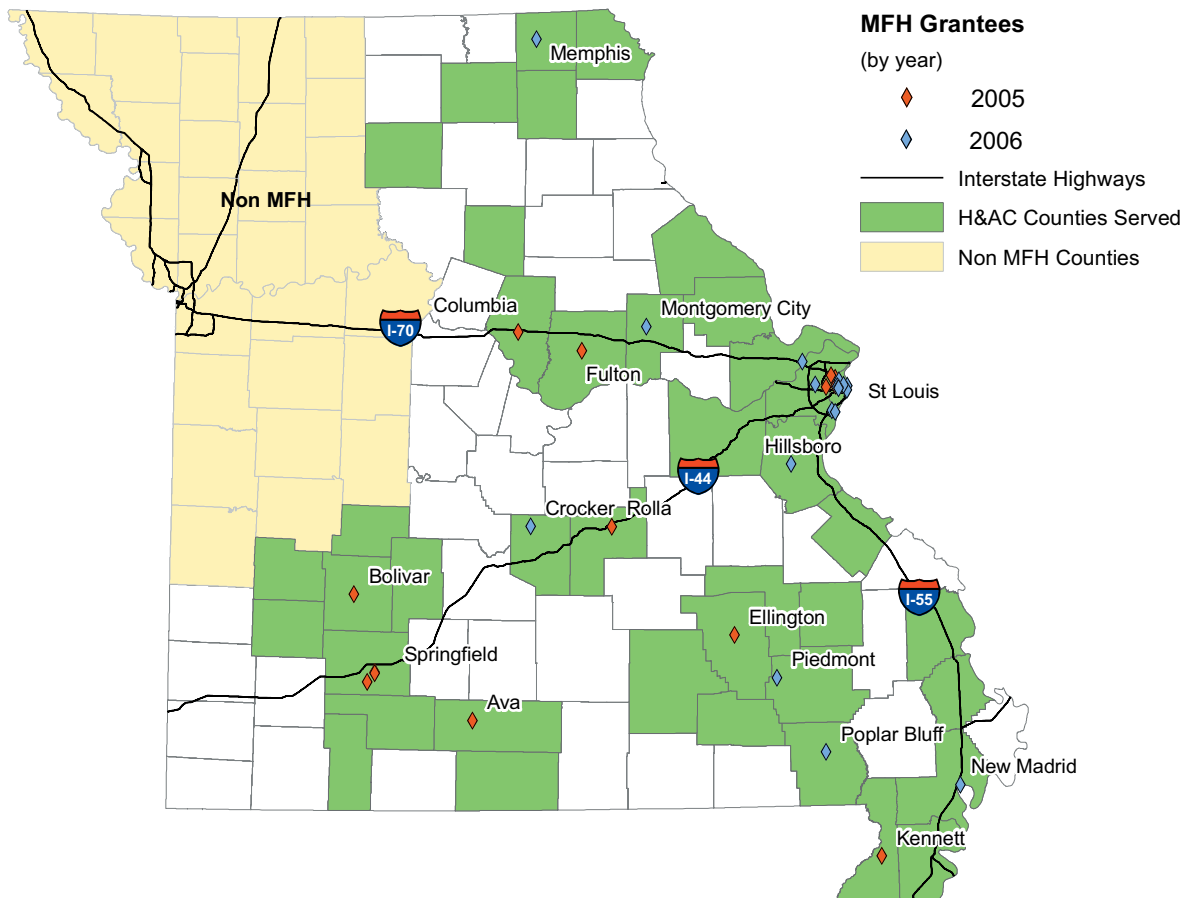 MFH Grantees
(by year)
2005
2006
Interstate Highways
H&AC Counties Served
Non MFH Counties
Memphis
Non MFH
Columbia
Montgomery City
I-70
Fulton
St Louis
Hillsboro
I-44
Crocker
Rolla
Bolivar
I-55
Ellington
Springfield
Piedmont
Ava
Poplar Bluff
New Madrid
Kennett